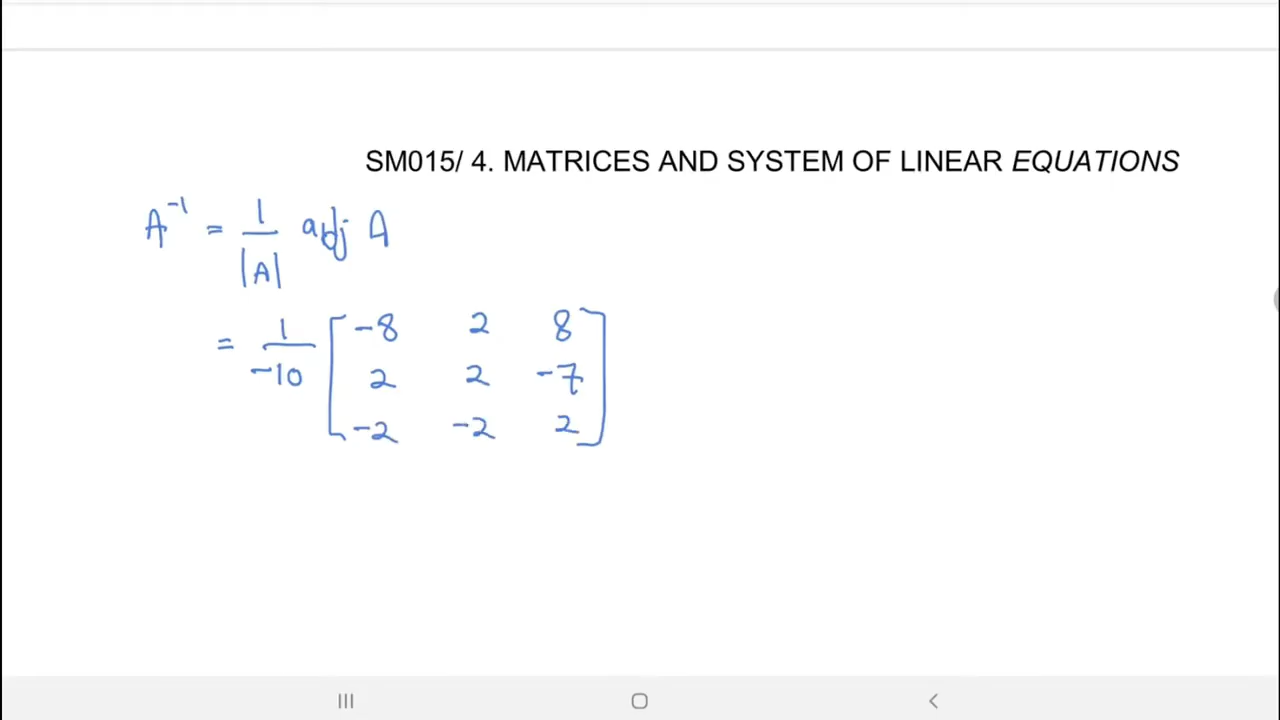 SM015/ 4. MATRICES AND SYSTEM OF LINEAR EQUATIONS
A⁻¹ = 1/|A| adj A
= 1/-10 [ -8 2 8
2 2 -7
-2 -2 2 ]